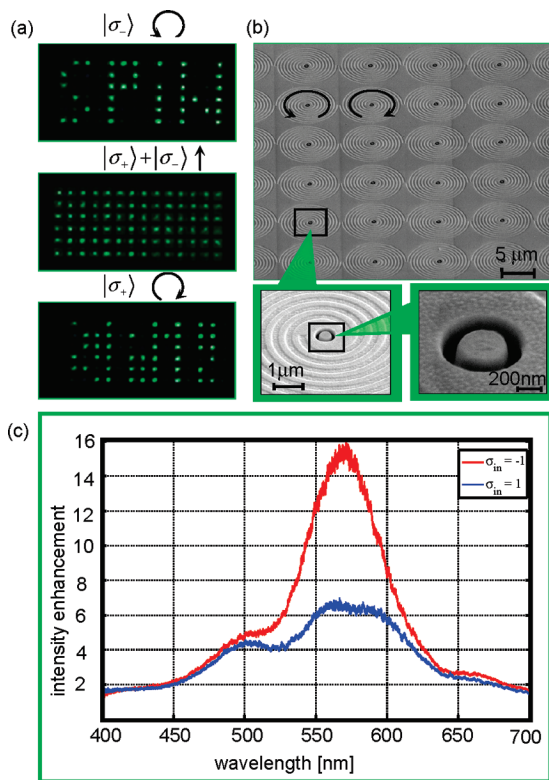 (a)
|σ₋⟩
SPIN
|σ₊⟩+|σ₋⟩
|σ₊⟩
(b)
5 μm
1μm
200nm
(c)
intensity enhancement
16
14
12
10
8
6
4
2
σin = -1
σin = 1
400
450
500
550
600
650
700
wavelength [nm]